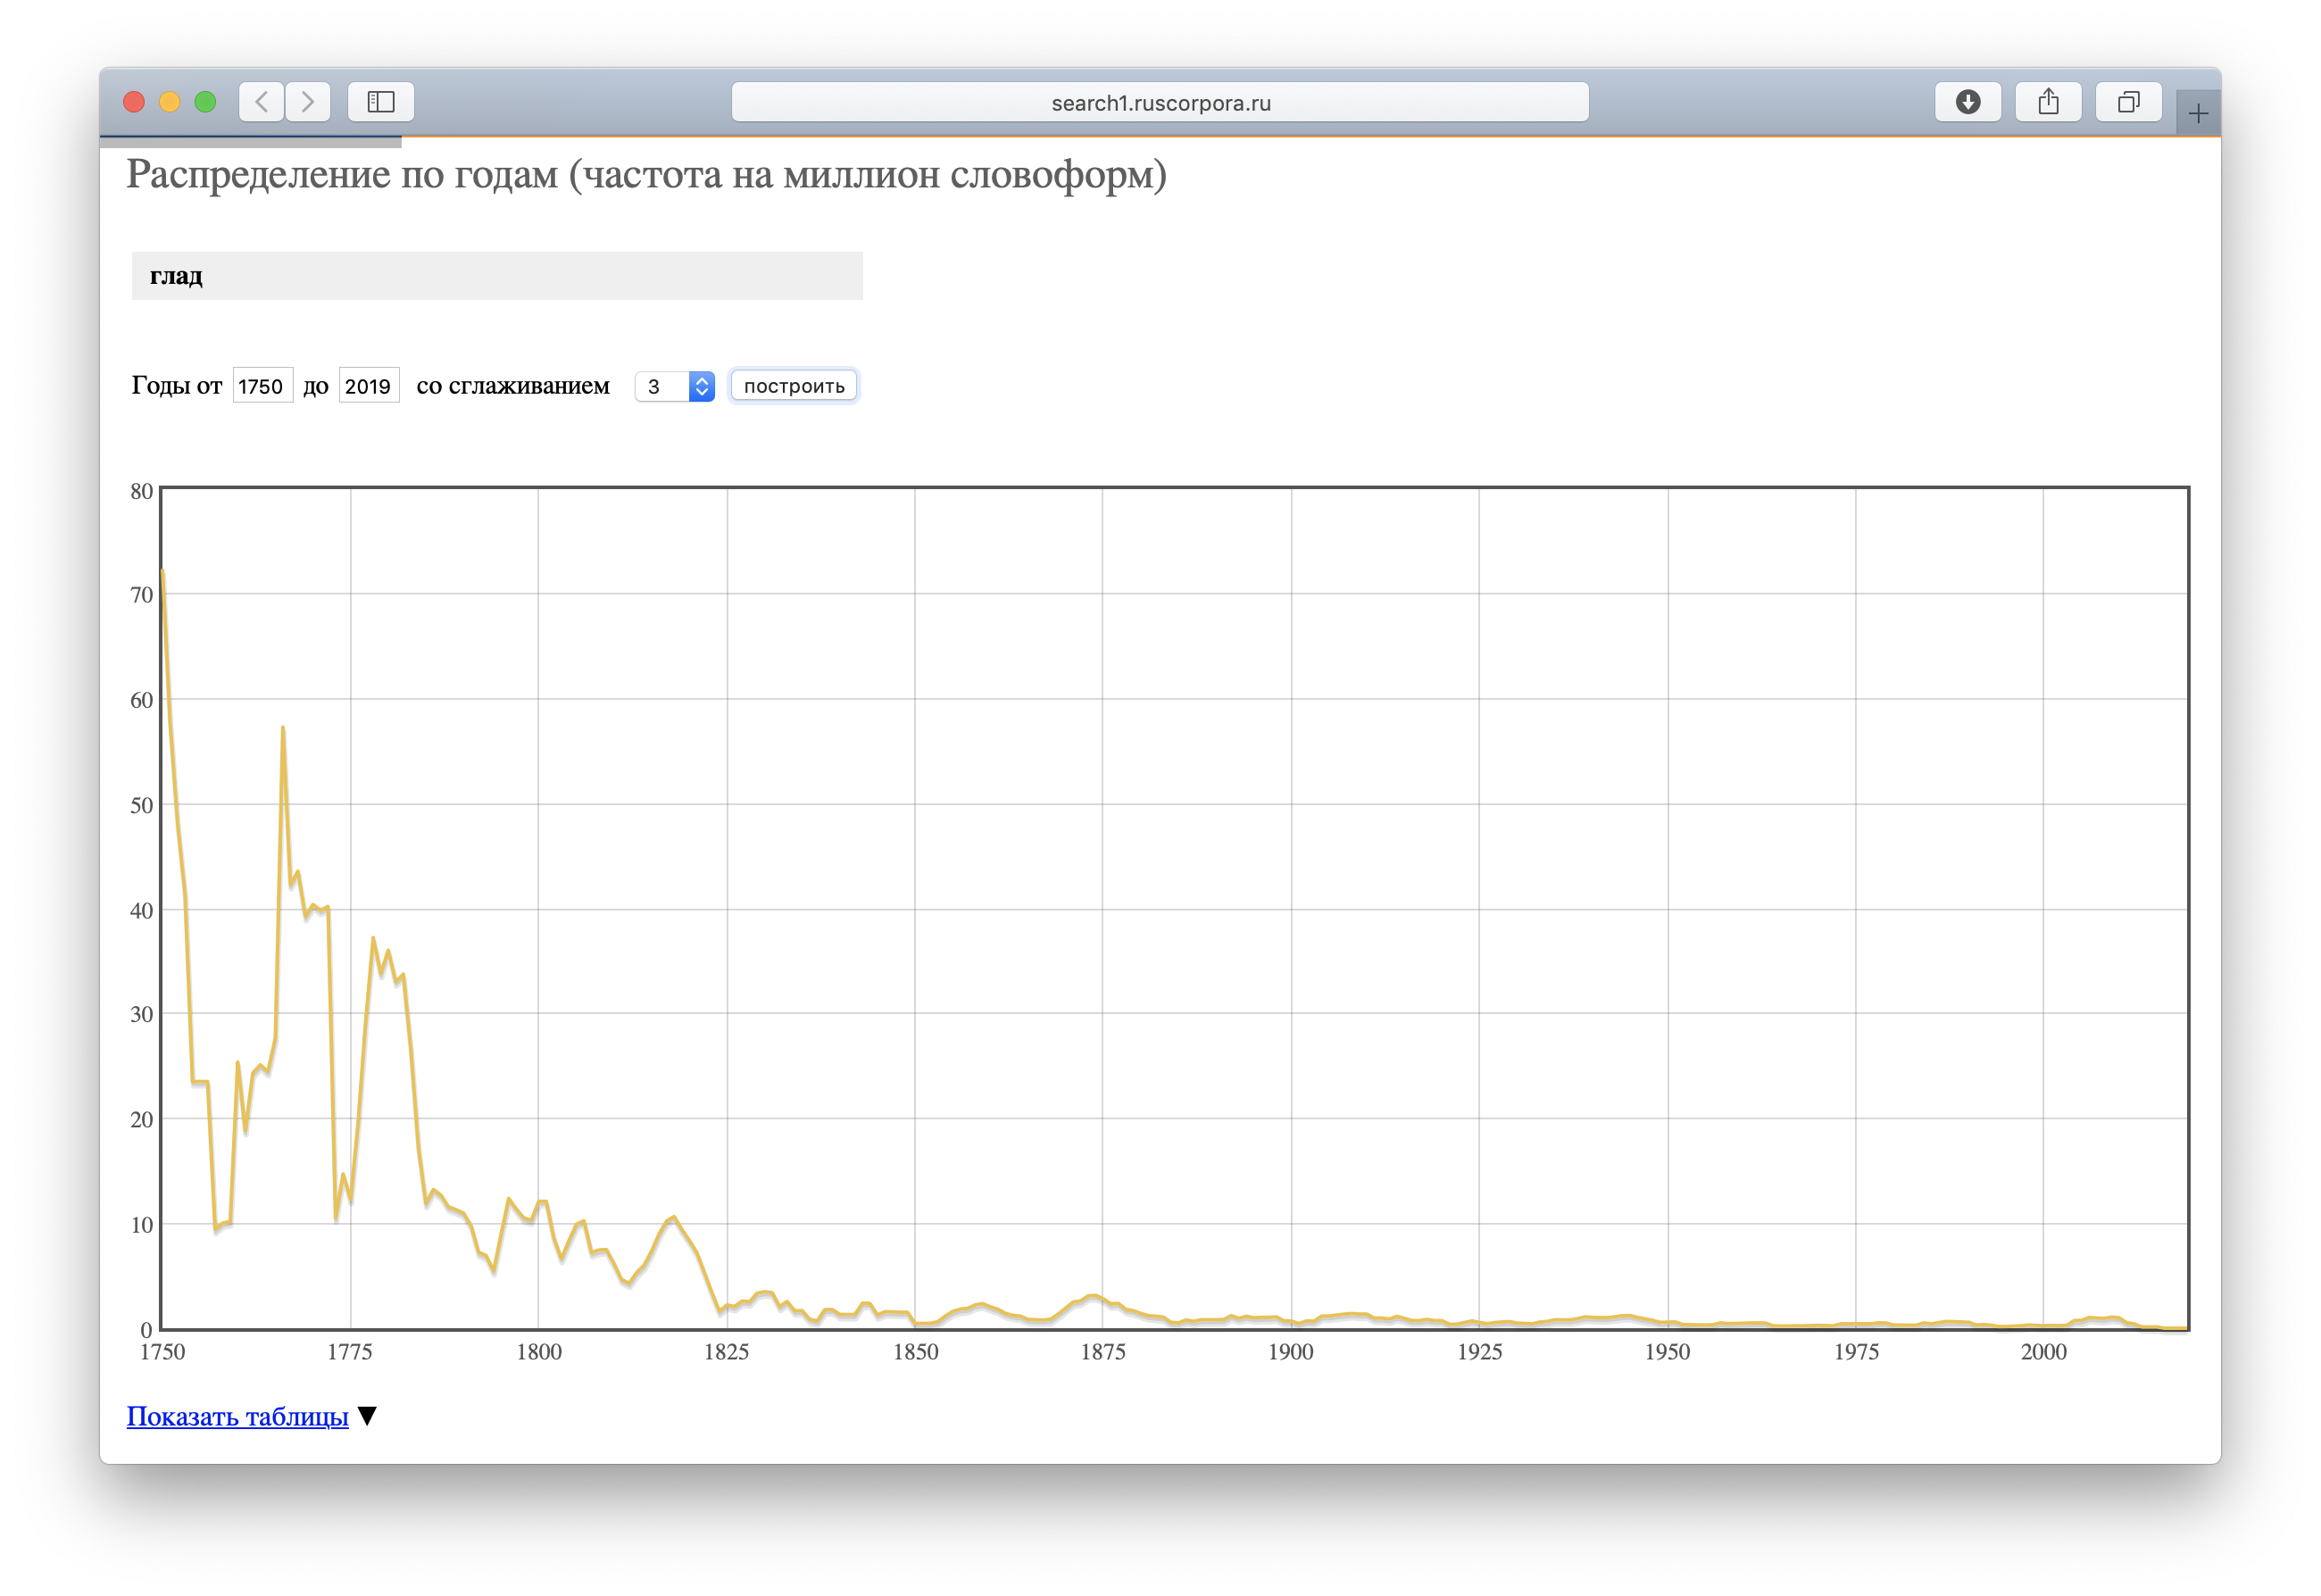 search1.ruscorpora.ru
Распределение по годам (частота на миллион словоформ)
глад
Годы от 1750 до 2019 со сглаживанием 3 построить
80
70
60
50
40
30
20
10
0
1750 1775 1800 1825 1850 1875 1900 1925 1950 1975 2000
Показать таблицы ▼